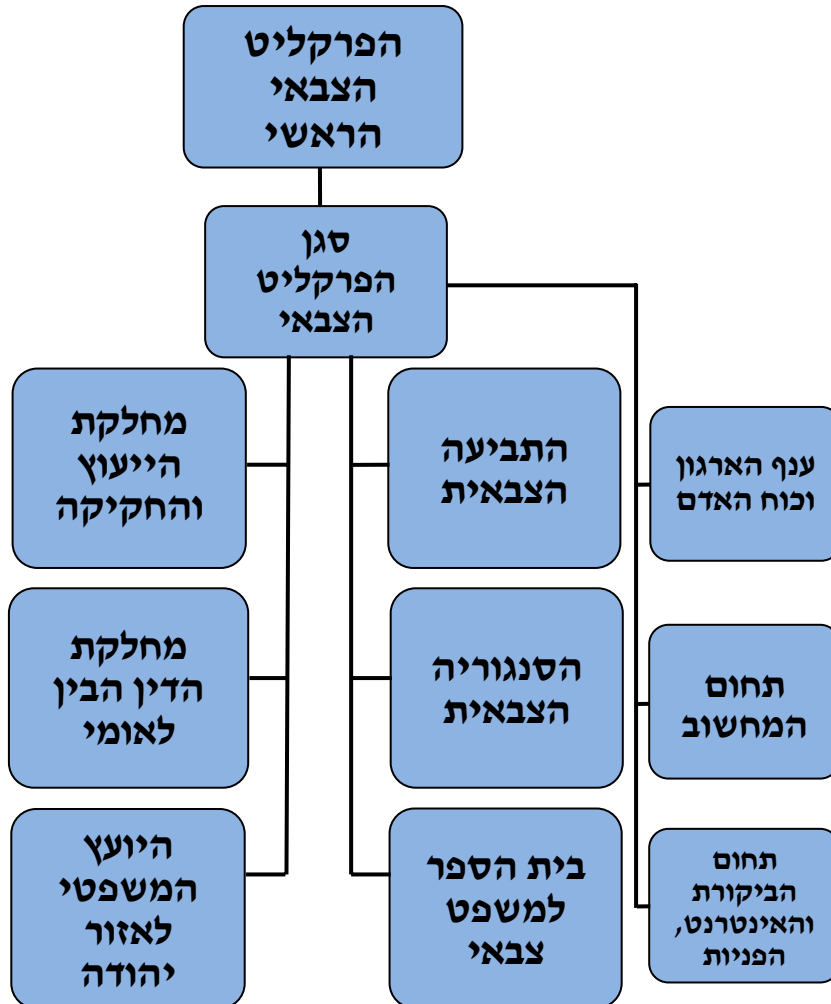 הפרקליט
הצבאי
הראשי
סגן
הפרקליט
הצבאי
ענף הארגון
וכוח האדם
התביעה
הצבאית
מחלקת
הייעוץ
והחקיקה
תחום
המחשוב
הסנגוריה
הצבאית
מחלקת
הדין הבין
לאומי
תחום
הביקורת
והאינטרנט,
הפניות
בית הספר
למשפט
צבאי
היועץ
המשפטי
לאזור
יהודה